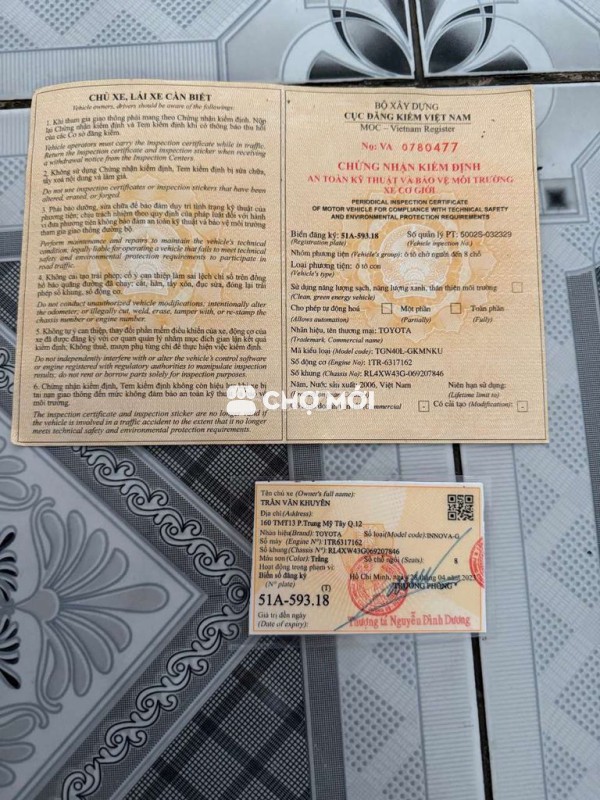 CHỦ XE, LÁI XE CẦN BIẾT
Vehicle owners, drivers should be aware of the followings:
1. Khi tham gia giao thông phải mang theo Chứng nhận kiểm định. Nộp
lại Chứng nhận kiểm định và Tem kiểm định khi có thông báo thu hồi
của các Cơ sở đăng kiểm.
Vehicle operators must carry the inspection certificate while in traffic.
Return the Inspection certificate and inspection sticker when receiving
a withdrawal notice from the Inspection Centers.
2. Không sử dụng Chứng nhận kiểm định, Tem kiểm định bị sửa chữa,
tẩy xoá nội dung và làm giả.
Do not use inspection certificates or inspection stickers that have been
altered, erased, or forged.
3. Phải bảo dưỡng, sửa chữa để bảo đảm duy trì tình trạng kỹ thuật của
phương tiện; chịu trách nhiệm theo quy định của pháp luật đối với hành
vi đưa phương tiện không bảo đảm an toàn kỹ thuật và bảo vệ môi trường
tham gia giao thông đường bộ.
Perform maintenance and repairs to maintain the vehicle's technical
condition; legally liable for operating a vehicle that fails to meet technical
safety and environmental protection requirements to participate in
road traffic.
4. Không cải tạo trái phép; cố ý can thiệp làm sai lệch chỉ số trên đồng
hồ báo quãng đường đã chạy; cắt, hàn, tẩy xóa, đục sửa, đóng lại trái
phép số khung, số động cơ.
Do not conduct unauthorized vehicle modifications; intentionally alter
the odometer; or illegally cut, weld, erase, tamper with, or re-stamp the
chassis number or engine number.
5. Không tự ý can thiệp, thay đổi phần mềm điều khiển của xe, động cơ của
xe đã được đăng ký với cơ quan quản lý nhằm mục đích gian lận kết quả
kiểm định; Không thuê, mượn phụ tùng chỉ để thực hiện việc kiểm định.
Do not independently interfere with or alter the vehicle's control software
or engine registered with regulatory authorities to manipulate inspection
results; do not rent or borrow parts solely for inspection purposes.
6. Chứng nhận kiểm định, Tem kiểm định không còn hiệu lực khi xe bị
tai nạn giao thông đến mức không đảm bảo an toàn kỹ thuật và bảo vệ môi
trường.
The inspection certificate and inspection sticker are no longer valid if
the vehicle is involved in a traffic accident to the extent that it no longer
meets technical safety and environmental protection requirements.
BỘ XÂY DỰNG
CỤC ĐĂNG KIỂM VIỆT NAM
MOC – Vietnam Register
No: VA 0780477
CHỨNG NHẬN KIỂM ĐỊNH
AN TOÀN KỸ THUẬT VÀ BẢO VỆ MÔI TRƯỜNG
XE CƠ GIỚI
PERIODICAL INSPECTION CERTIFICATE
OF MOTOR VEHICLE FOR COMPLIANCE WITH TECHNICAL SAFETY
AND ENVIRONMENTAL PROTECTION REQUIREMENTS
Biển đăng ký: 51A-593.18 Số quản lý PT: 5002S-032329
(Registration plate) (Vehicle inspection No.)
Nhóm phương tiện (Vehicle's group): ô tô chở người đến 8 chỗ
Loại phương tiện: ô tô con
(Vehicle's type)
Sử dụng năng lượng sạch, năng lượng xanh, thân thiện môi trường
(Clean, green energy vehicle)
Cho phép tự động hoá Một phần Toàn phần
(Allows automation) (Partially) (Fully)
Nhãn hiệu, tên thương mại: TOYOTA
(Trademark, Commercial name)
Mã kiểu loại (Model code): TGN40L-GKMNKU
Số động cơ (Engine No): 1TR-6317162
Số khung (Chassis No): RL4XW43G-069207846
Năm, Nước sản xuất: 2006, Việt Nam Niên hạn sử dụng:
(Lifetime limit to)
mmercial - Có cải tạo (Modification): -
CHỢ MỚI
Tên chủ xe (Owner's full name):
TRẦN VĂN KHUYẾN
Địa chỉ (Address):
160 TMT13 P.Trung Mỹ Tây Q.12
Nhãn hiệu (Brand): TOYOTA Số loại (Model code): INNOVA-G
Số máy (Engine N°): 1TR6317162
Số khung (Chassis N°): RL4XW43G069207846
Màu sơn (Color): Trắng Số chỗ ngồi (Seats): 8
Hoạt động trong phạm vi
Biển số đăng ký Hồ Chí Minh, ngày 04 năm
(N° plate) TRƯỞNG PHÒNG
(T)
51A-593.18
Giá trị đến ngày
(Date of expiry): Thượng tá Nguyễn Đình Dương